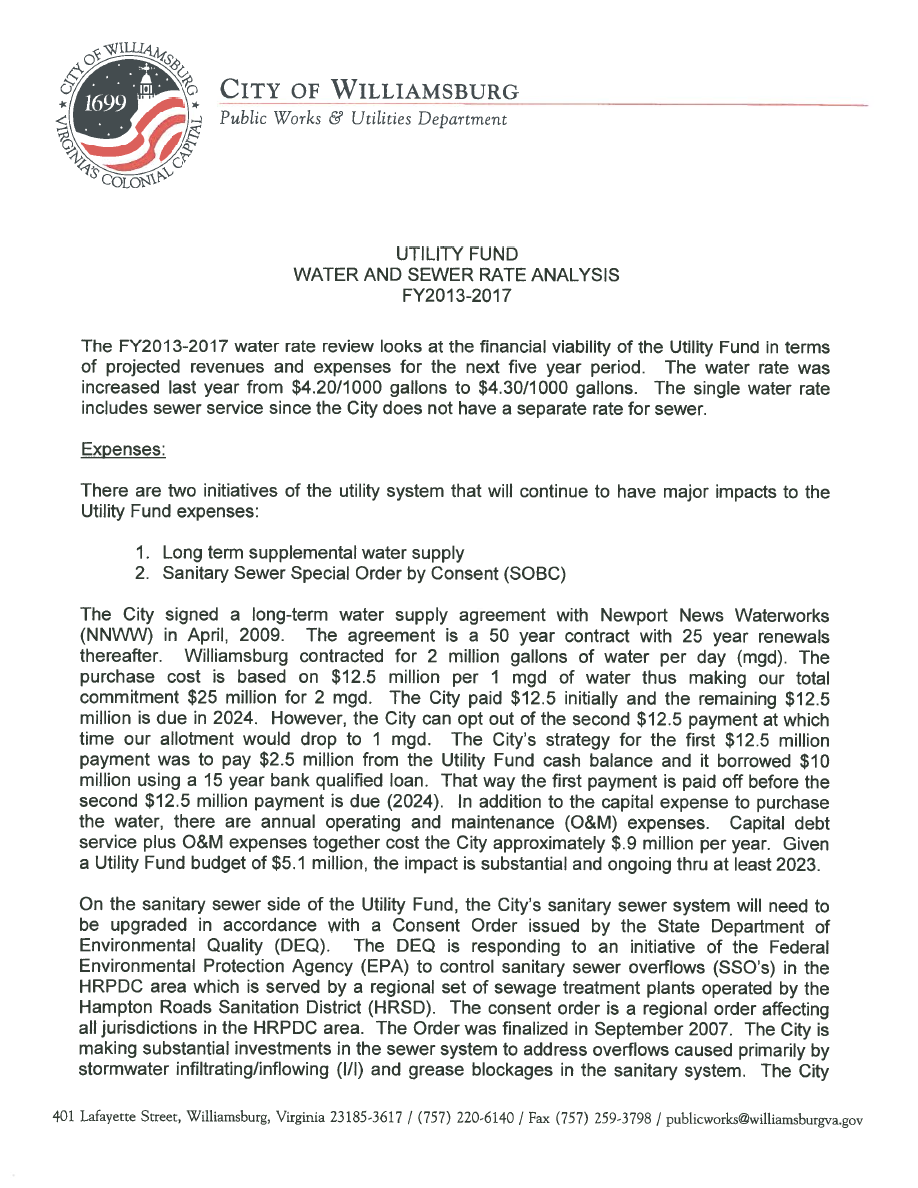 CITY OF WILLIAMSBURG
VIRGINIA'S COLONIAL CAPITAL
1699
CITY OF WILLIAMSBURG
Public Works & Utilities Department
UTILITY FUND
WATER AND SEWER RATE ANALYSIS
FY2013-2017
The FY2013-2017 water rate review looks at the financial viability of the Utility Fund in terms
of projected revenues and expenses for the next five year period. The water rate was
increased last year from $4.20/1000 gallons to $4.30/1000 gallons. The single water rate
includes sewer service since the City does not have a separate rate for sewer.
Expenses:
There are two initiatives of the utility system that will continue to have major impacts to the
Utility Fund expenses:
1. Long term supplemental water supply
2. Sanitary Sewer Special Order by Consent (SOBC)
The City signed a long-term water supply agreement with Newport News Waterworks
(NNWW) in April, 2009. The agreement is a 50 year contract with 25 year renewals
thereafter. Williamsburg contracted for 2 million gallons of water per day (mgd). The
purchase cost is based on $12.5 million per 1 mgd of water thus making our total
commitment $25 million for 2 mgd. The City paid $12.5 initially and the remaining $12.5
million is due in 2024. However, the City can opt out of the second $12.5 payment at which
time our allotment would drop to 1 mgd. The City's strategy for the first $12.5 million
payment was to pay $2.5 million from the Utility Fund cash balance and it borrowed $10
million using a 15 year bank qualified loan. That way the first payment is paid off before the
second $12.5 million payment is due (2024). In addition to the capital expense to purchase
the water, there are annual operating and maintenance (O&M) expenses. Capital debt
service plus O&M expenses together cost the City approximately $.9 million per year. Given
a Utility Fund budget of $5.1 million, the impact is substantial and ongoing thru at least 2023.
On the sanitary sewer side of the Utility Fund, the City's sanitary sewer system will need to
be upgraded in accordance with a Consent Order issued by the State Department of
Environmental Quality (DEQ). The DEQ is responding to an initiative of the Federal
Environmental Protection Agency (EPA) to control sanitary sewer overflows (SSO's) in the
HRPDC area which is served by a regional set of sewage treatment plants operated by the
Hampton Roads Sanitation District (HRSD). The consent order is a regional order affecting
all jurisdictions in the HRPDC area. The Order was finalized in September 2007. The City is
making substantial investments in the sewer system to address overflows caused primarily by
stormwater infiltrating/inflowing (I/I) and grease blockages in the sanitary system. The City
401 Lafayette Street, Williamsburg, Virginia 23185-3617 / (757) 220-6140 / Fax (757) 259-3798 / publicworks@williamsburgva.gov